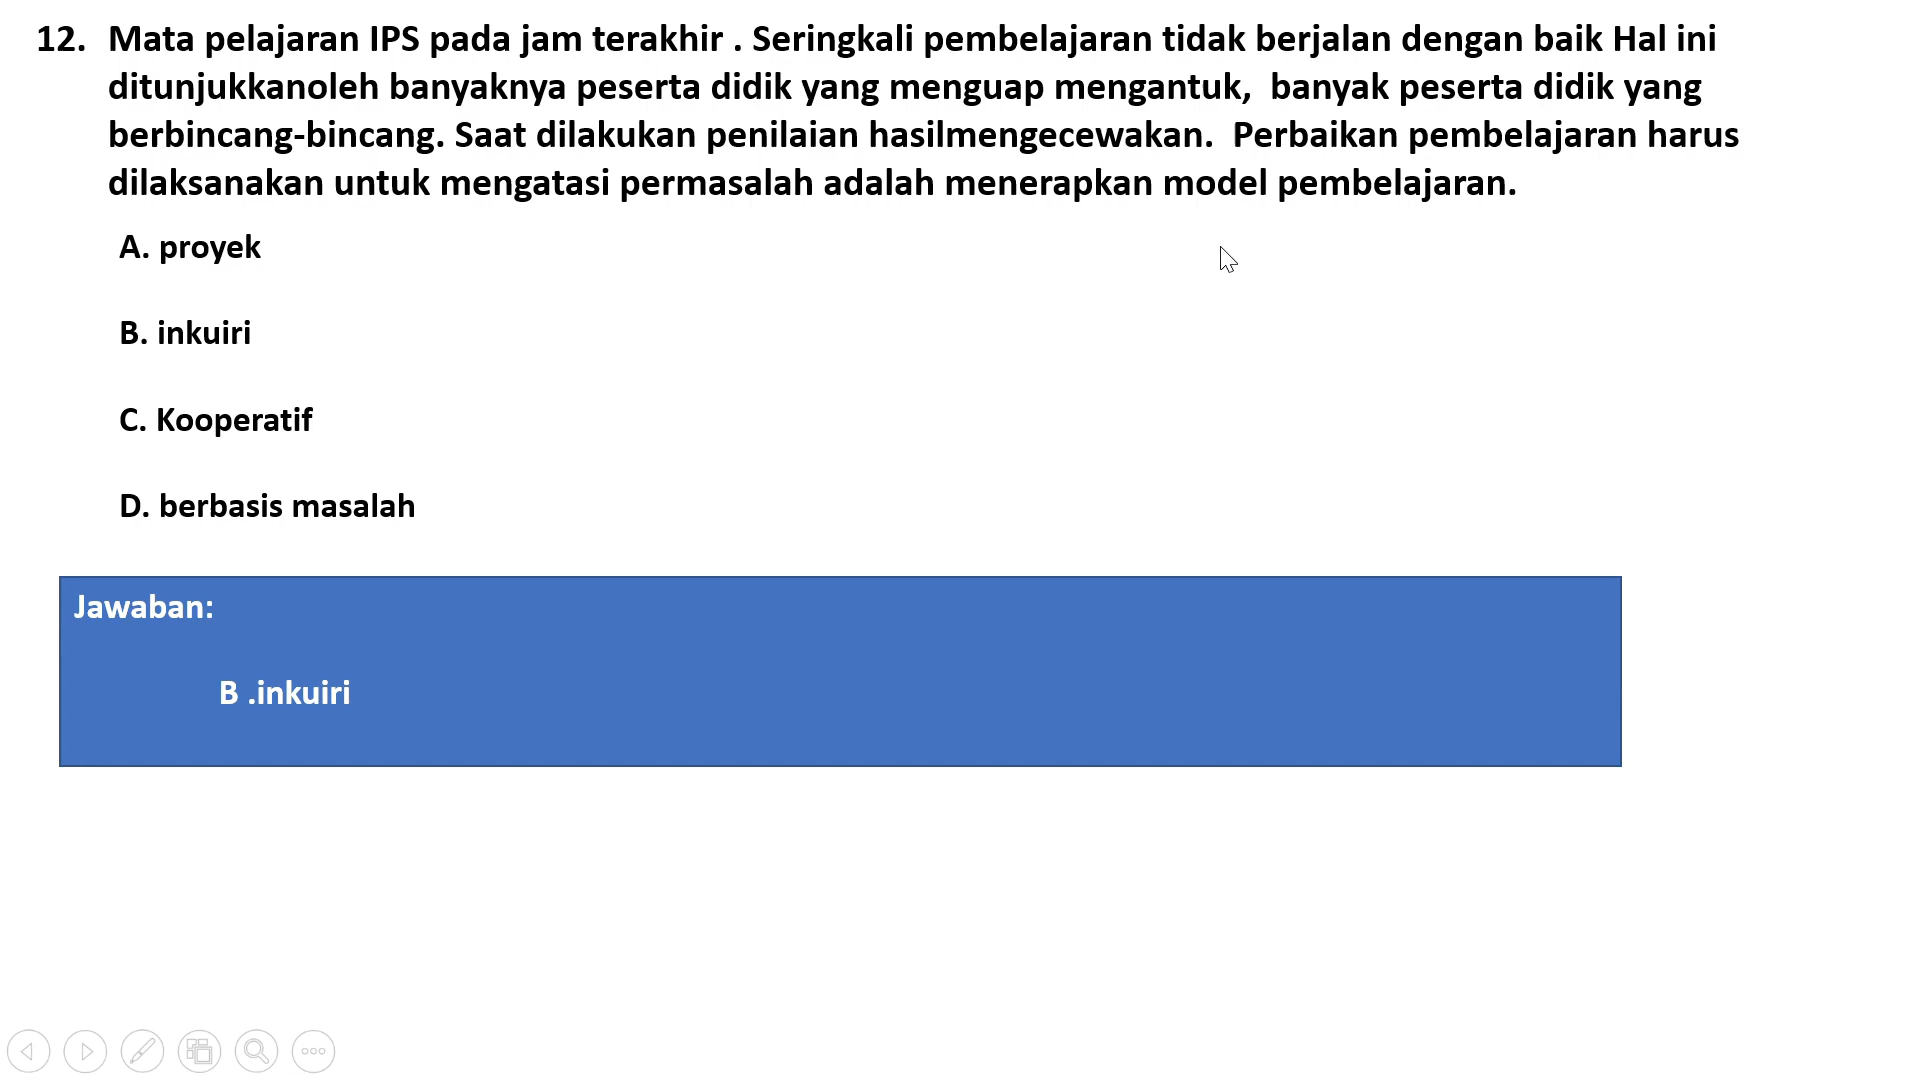 12. Mata pelajaran IPS pada jam terakhir . Seringkali pembelajaran tidak berjalan dengan baik Hal ini
ditunjukkanoleh banyaknya peserta didik yang menguap mengantuk,  banyak peserta didik yang
berbincang-bincang. Saat dilakukan penilaian hasilmengecewakan.  Perbaikan pembelajaran harus
dilaksanakan untuk mengatasi permasalah adalah menerapkan model pembelajaran.
A. proyek
B. inkuiri
C. Kooperatif
D. berbasis masalah
Jawaban:
B .inkuiri